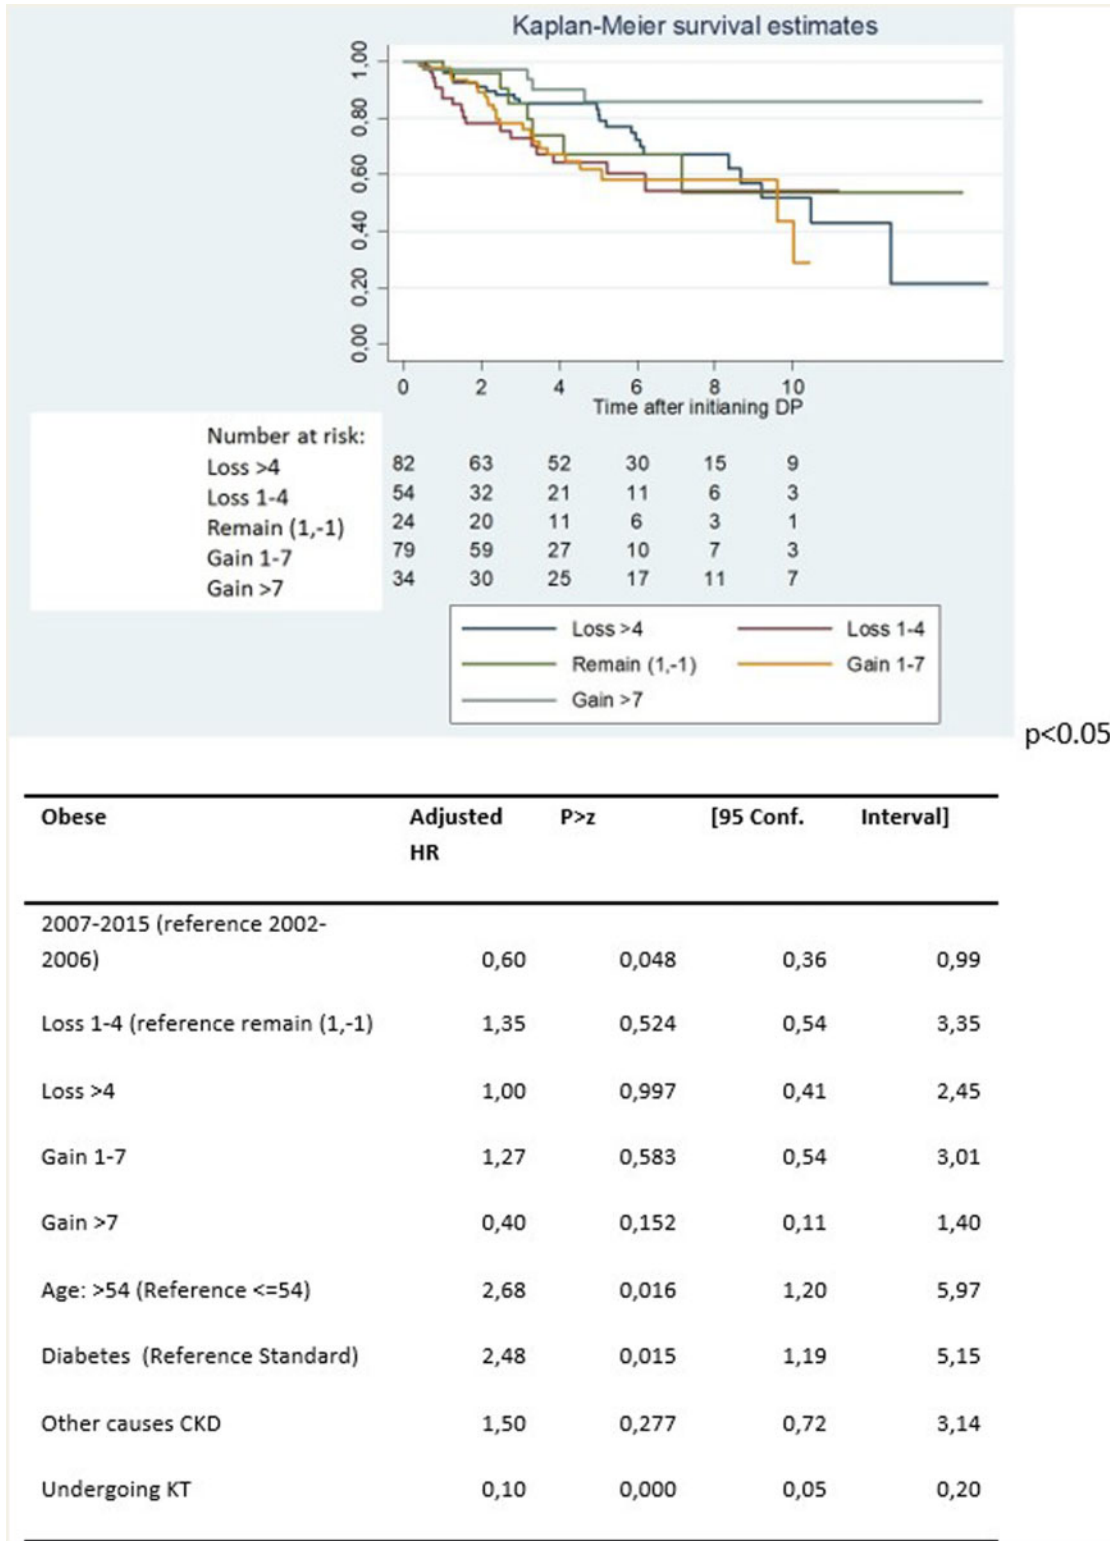 Kaplan-Meier survival estimates
1,00
0,80
0,60
0,40
0,20
0,00
0 2 4 6 8 10
Time after initianing DP
Number at risk:
Loss >4 82 63 52 30 15 9
Loss 1-4 54 32 21 11 6 3
Remain (1,-1) 24 20 11 6 3 1
Gain 1-7 79 59 27 10 7 3
Gain >7 34 30 25 17 11 7
Loss >4 Loss 1-4
Remain (1,-1) Gain 1-7
Gain >7
p<0.05
Obese Adjusted P>z [95 Conf. Interval]
HR
2007-2015 (reference 2002-
2006) 0,60 0,048 0,36 0,99
Loss 1-4 (reference remain (1,-1) 1,35 0,524 0,54 3,35
Loss >4 1,00 0,997 0,41 2,45
Gain 1-7 1,27 0,583 0,54 3,01
Gain >7 0,40 0,152 0,11 1,40
Age: >54 (Reference <=54) 2,68 0,016 1,20 5,97
Diabetes (Reference Standard) 2,48 0,015 1,19 5,15
Other causes CKD 1,50 0,277 0,72 3,14
Undergoing KT 0,10 0,000 0,05 0,20